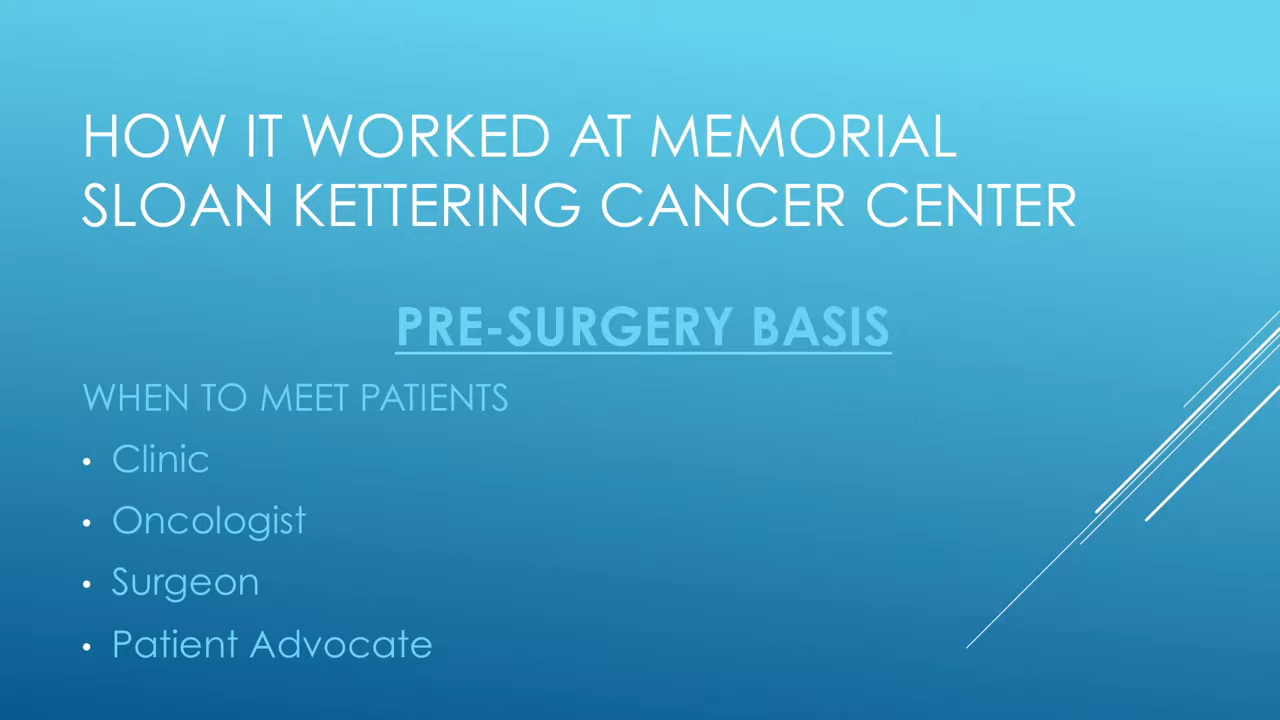 HOW IT WORKED AT MEMORIAL
SLOAN KETTERING CANCER CENTER
PRE-SURGERY BASIS
WHEN TO MEET PATIENTS
• Clinic
• Oncologist
• Surgeon
• Patient Advocate